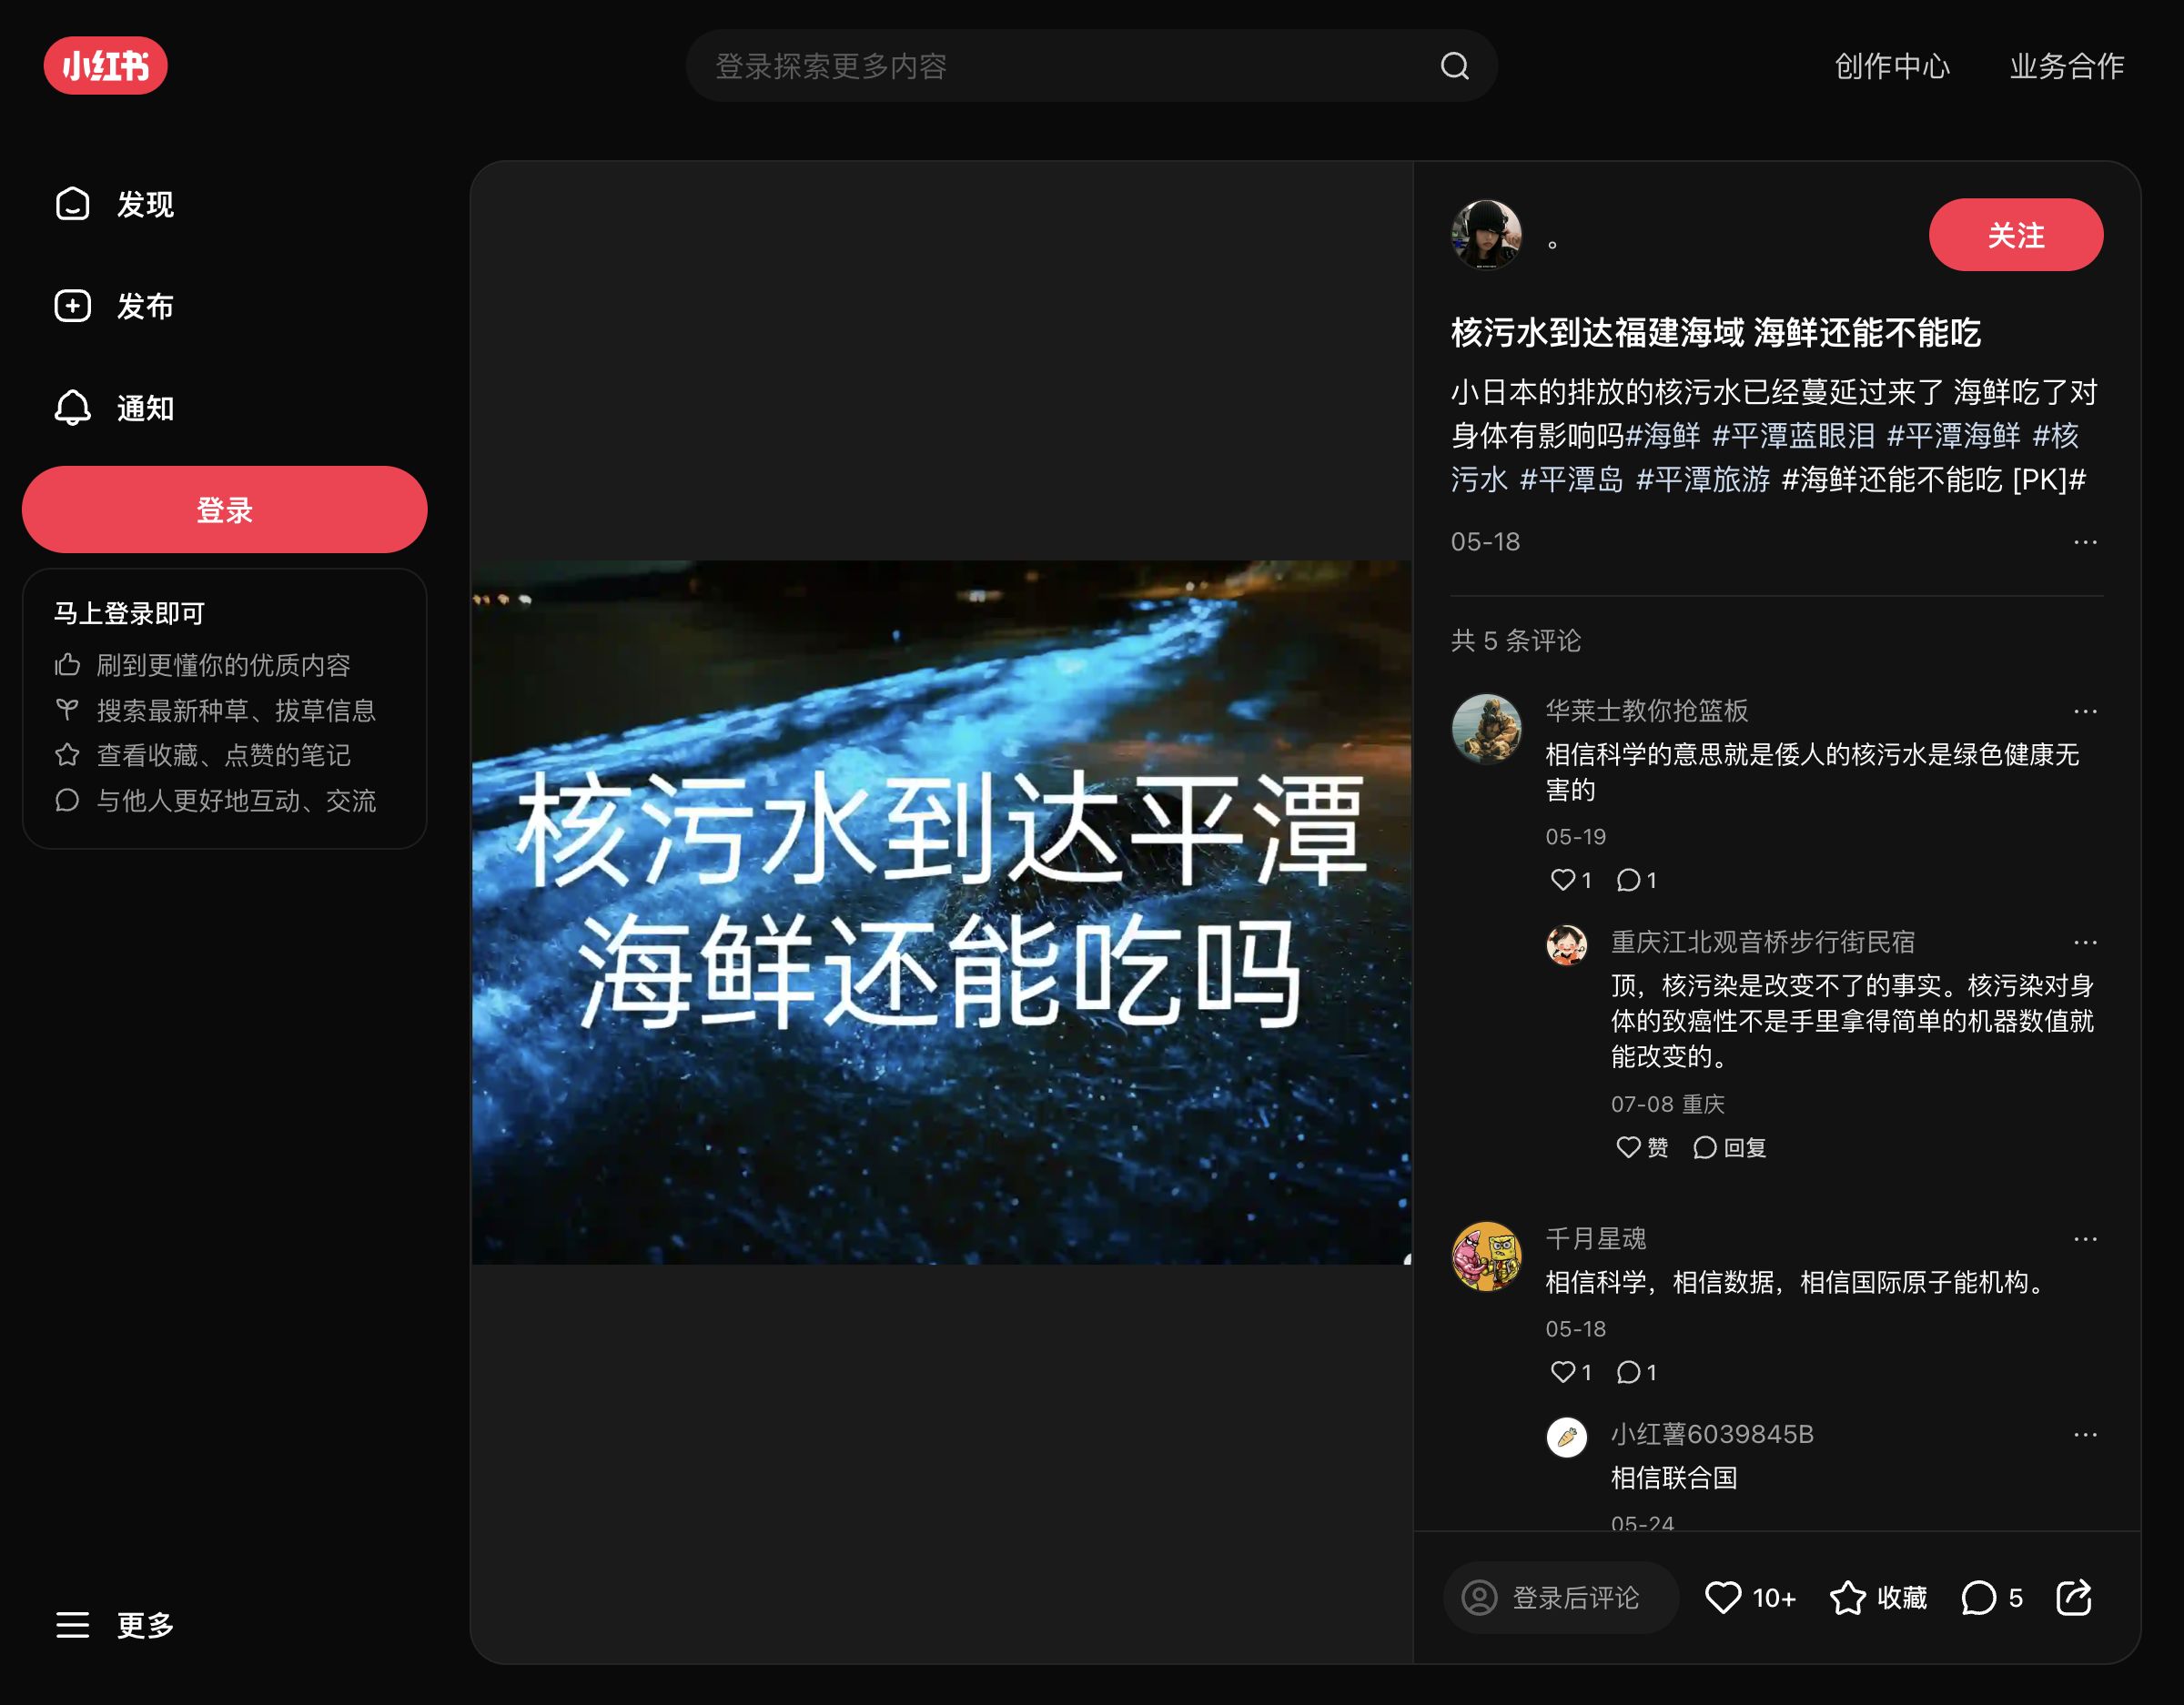 小红书
登录探索更多内容
创作中心
业务合作
发现
发布
通知
登录
马上登录即可
刷到更懂你的优质内容
搜索最新种草、拔草信息
查看收藏、点赞的笔记
与他人更好地互动、交流
更多
核污水到达平潭
海鲜还能吃吗
。
关注
核污水到达福建海域 海鲜还能不能吃
小日本的排放的核污水已经蔓延过来了 海鲜吃了对
身体有影响吗#海鲜 #平潭蓝眼泪 #平潭海鲜 #核
污水 #平潭岛 #平潭旅游 #海鲜还能不能吃 [PK]#
05-18
共 5 条评论
华莱士教你抢篮板
相信科学的意思就是倭人的核污水是绿色健康无
害的
05-19
1 1
重庆江北观音桥步行街民宿
顶，核污染是改变不了的事实。核污染对身
体的致癌性不是手里拿得简单的机器数值就
能改变的。
07-08 重庆
赞 回复
千月星魂
相信科学，相信数据，相信国际原子能机构。
05-18
1 1
小红薯6039845B
相信联合国
05-24
登录后评论
10+ 收藏 5